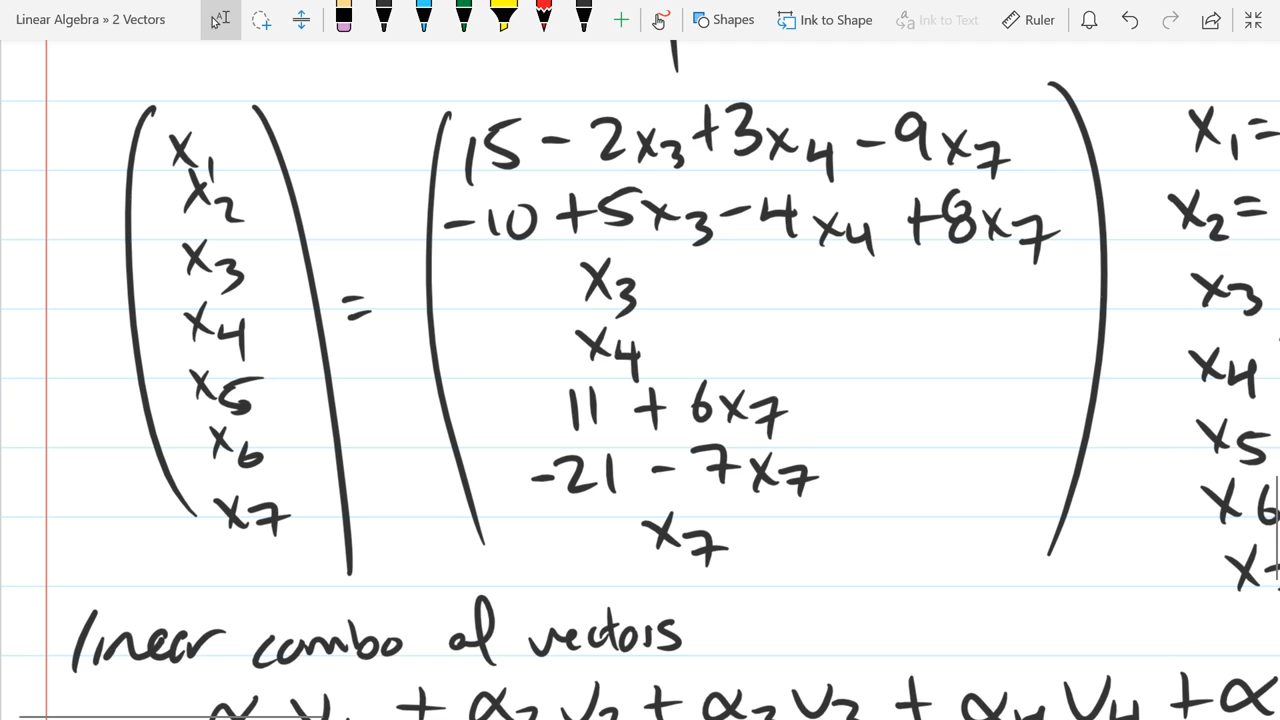 Linear Algebra » 2 Vectors
Shapes
Ink to Shape
Ink to Text
Ruler
x1
x2
x3
x4
x5
x6
x7
=
15 - 2x3 + 3x4 - 9x7
-10 + 5x3 - 4x4 + 8x7
x3
x4
11 + 6x7
-21 - 7x7
x7
x1 =
x2 =
x3
x4
x5
x6
linear combo of vectors